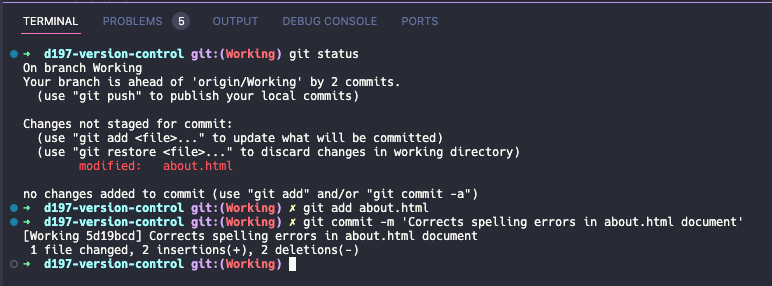 TERMINAL PROBLEMS 5 OUTPUT DEBUG CONSOLE PORTS
➜ d197-version-control git:(Working) git status
On branch Working
Your branch is ahead of 'origin/Working' by 2 commits.
  (use "git push" to publish your local commits)
Changes not staged for commit:
  (use "git add <file>..." to update what will be committed)
  (use "git restore <file>..." to discard changes in working directory)
        modified:   about.html
no changes added to commit (use "git add" and/or "git commit -a")
➜ d197-version-control git:(Working) ✗ git add about.html
➜ d197-version-control git:(Working) ✗ git commit -m 'Corrects spelling errors in about.html document'
[Working 5d19bcd] Corrects spelling errors in about.html document
 1 file changed, 2 insertions(+), 2 deletions(-)
➜ d197-version-control git:(Working)